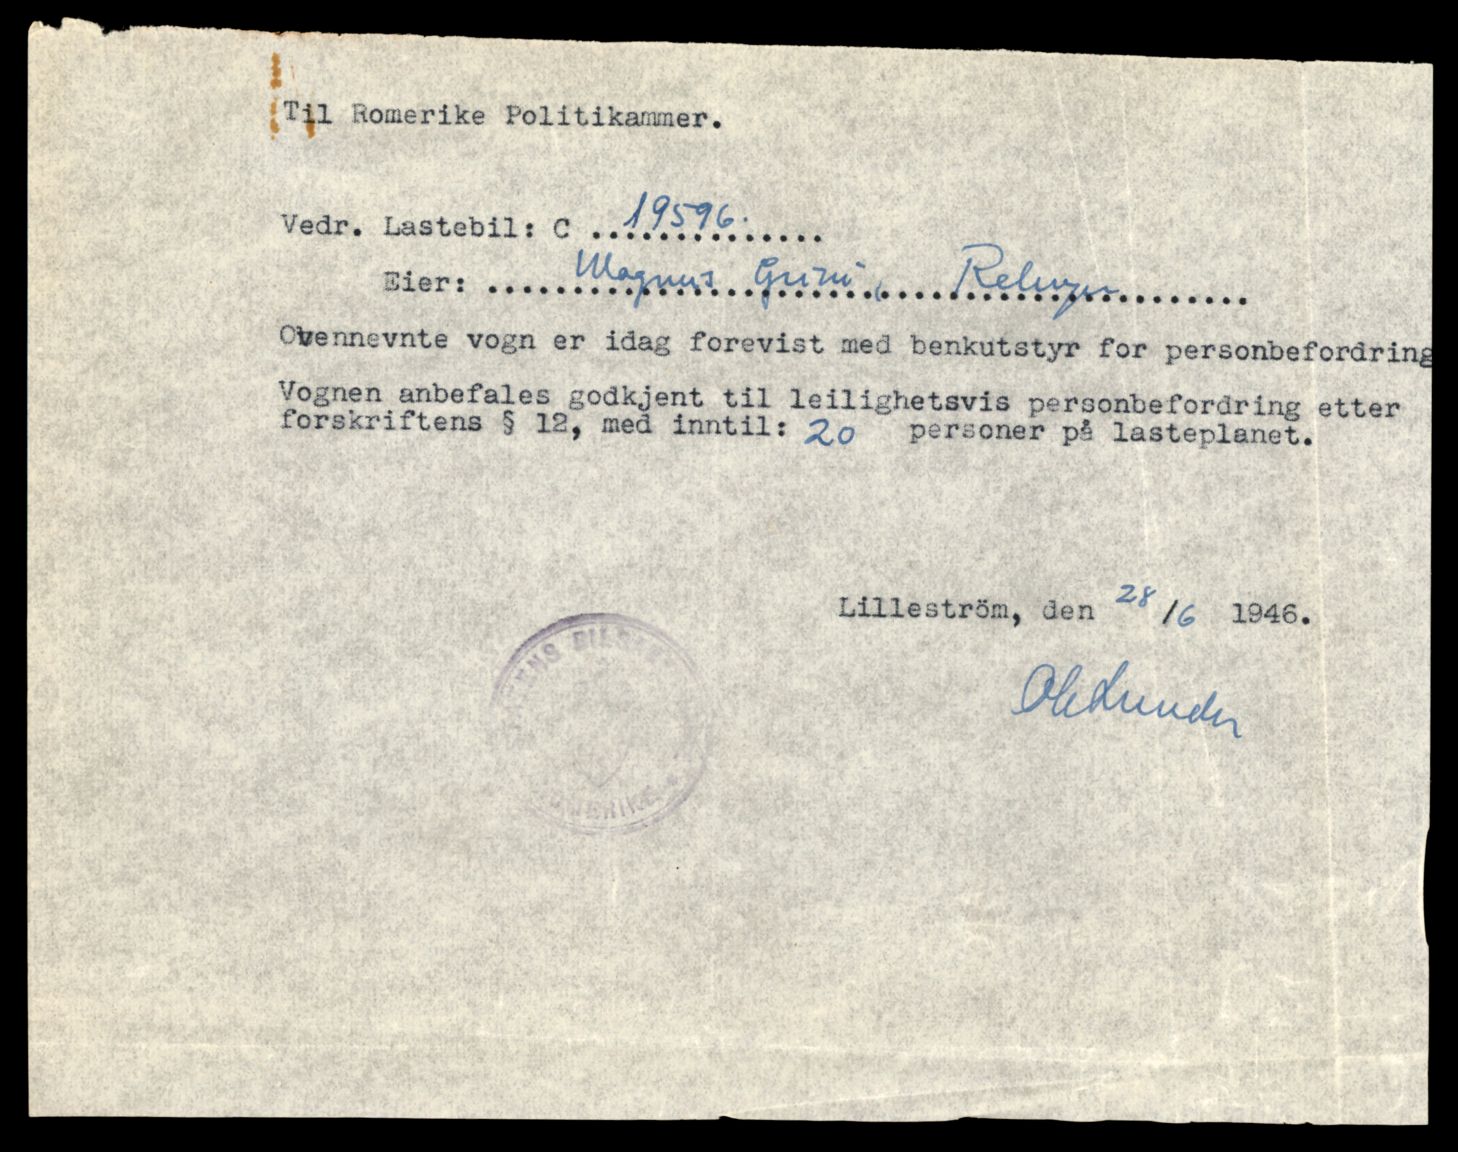 Til Romerike Politikammer.
Vedr. Lastebil: C 19596.
Eier: Magnus Grini,
Ovennevnte vogn er idag forevist med benkutstyr for personbefordring
Vognen anbefales godkjent til leilighetsvis personbefordring etter
forskriftens § 12, med inntil: 20 personer på lasteplanet.
Lilleström, den 28/6 1946.